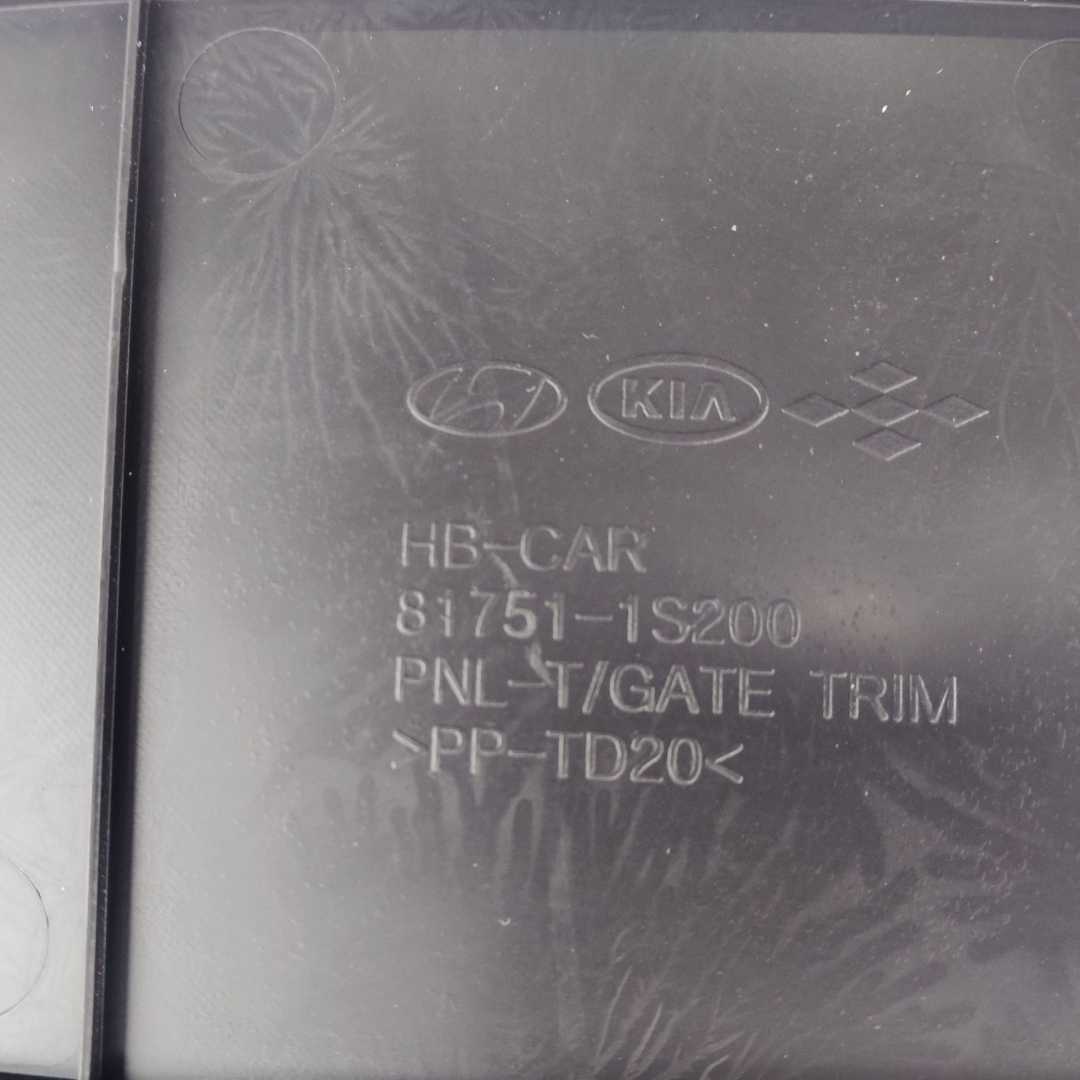 KIA
HB-CAR
81751-1S200
PNL-T/GATE TRIM
>PP-TD20<